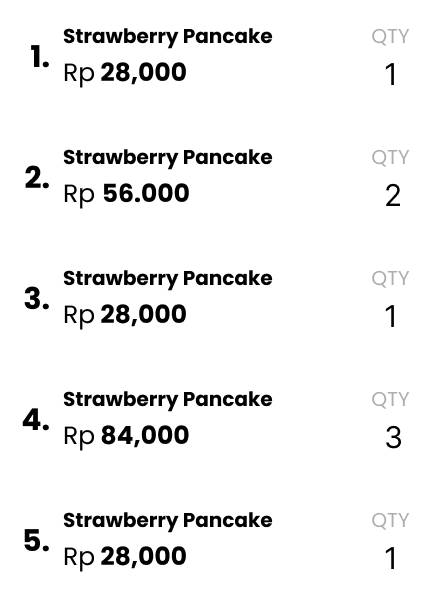 1. Strawberry Pancake QTY
Rp 28,000 1
2. Strawberry Pancake QTY
Rp 56.000 2
3. Strawberry Pancake QTY
Rp 28,000 1
4. Strawberry Pancake QTY
Rp 84,000 3
5. Strawberry Pancake QTY
Rp 28,000 1